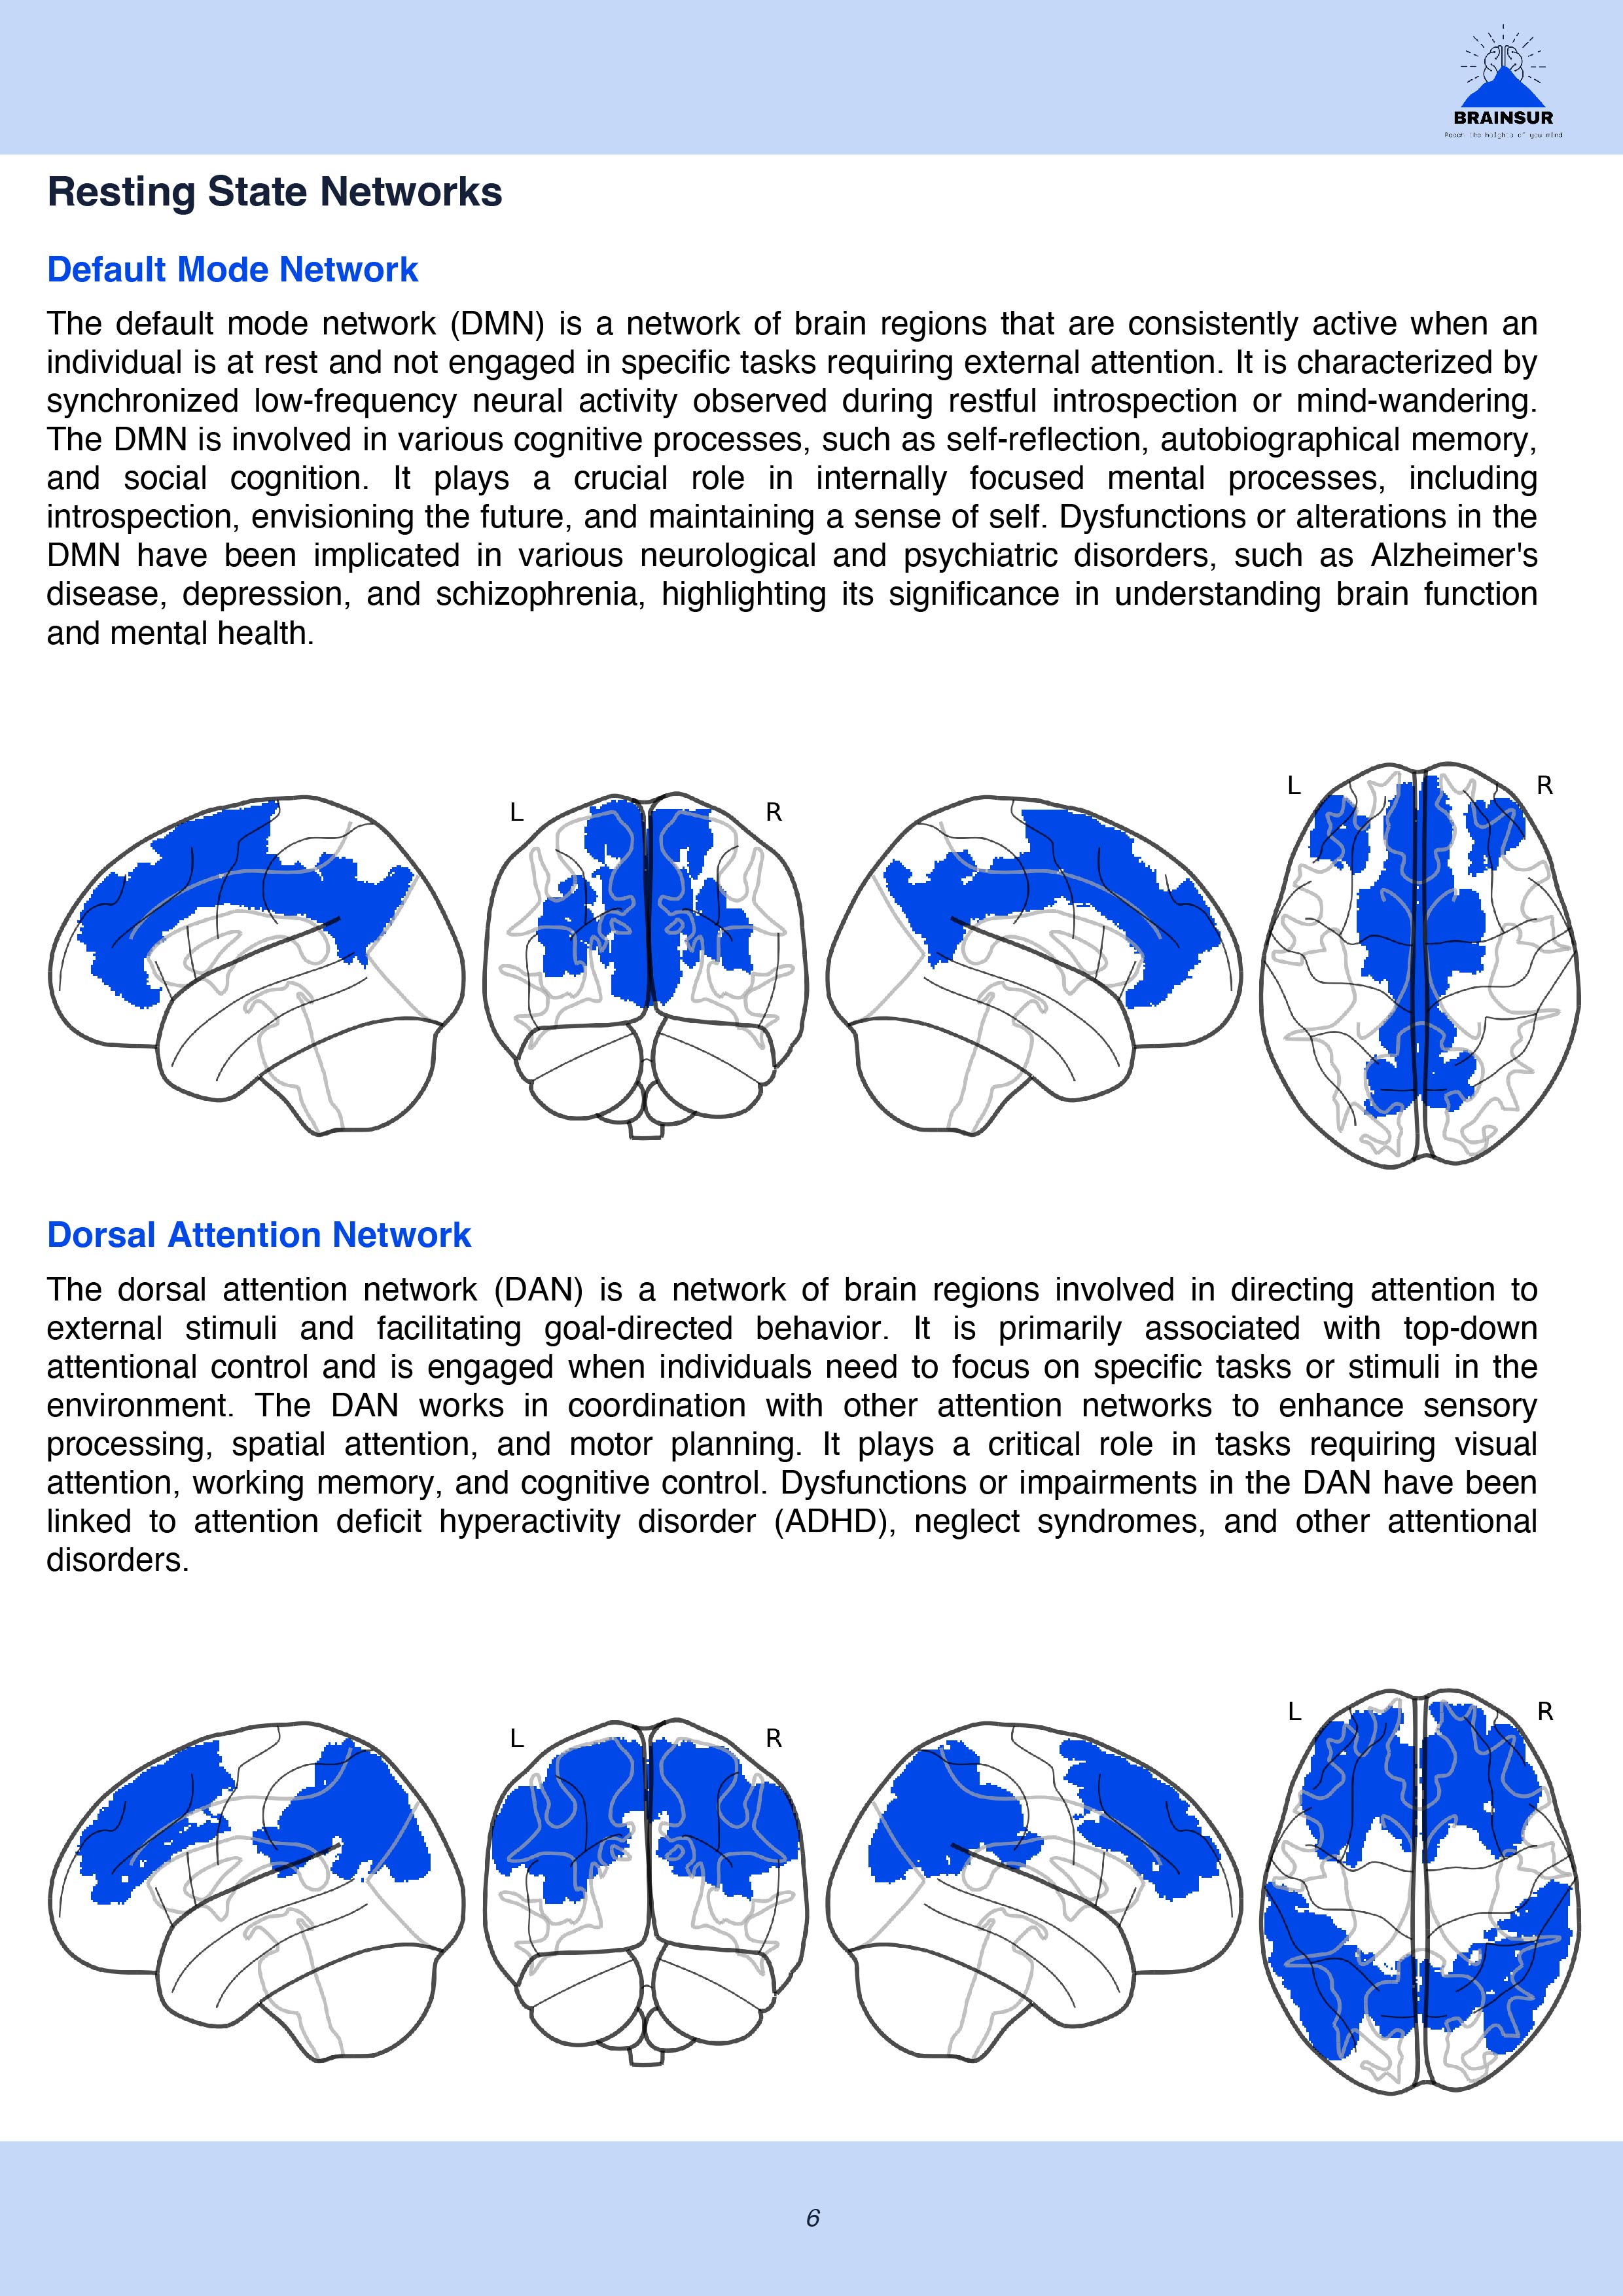 BRAINSUR
Reach the heights of you mind
Resting State Networks
Default Mode Network
The default mode network (DMN) is a network of brain regions that are consistently active when an
individual is at rest and not engaged in specific tasks requiring external attention. It is characterized by
synchronized low-frequency neural activity observed during restful introspection or mind-wandering.
The DMN is involved in various cognitive processes, such as self-reflection, autobiographical memory,
and social cognition. It plays a crucial role in internally focused mental processes, including
introspection, envisioning the future, and maintaining a sense of self. Dysfunctions or alterations in the
DMN have been implicated in various neurological and psychiatric disorders, such as Alzheimer's
disease, depression, and schizophrenia, highlighting its significance in understanding brain function
and mental health.
L R L R
Dorsal Attention Network
The dorsal attention network (DAN) is a network of brain regions involved in directing attention to
external stimuli and facilitating goal-directed behavior. It is primarily associated with top-down
attentional control and is engaged when individuals need to focus on specific tasks or stimuli in the
environment. The DAN works in coordination with other attention networks to enhance sensory
processing, spatial attention, and motor planning. It plays a critical role in tasks requiring visual
attention, working memory, and cognitive control. Dysfunctions or impairments in the DAN have been
linked to attention deficit hyperactivity disorder (ADHD), neglect syndromes, and other attentional
disorders.
L R L R
6